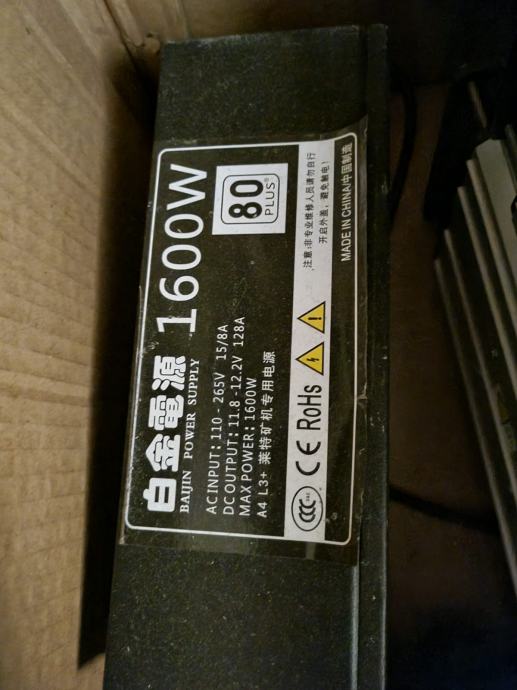 白金電源 1600W
BAIJIN POWER SUPPLY
80
PLUS®
AC INPUT: 110 - 265V 15/8A
DC OUTPUT: 11.8 -12.2V 128A
MAX POWER: 1600W
A4 L3+ 莱特矿机专用电源
CCC
CE RoHs
注意:非专业维修人员请勿自行
开启外盖，避免触电!
MADE IN CHINA/中国制造